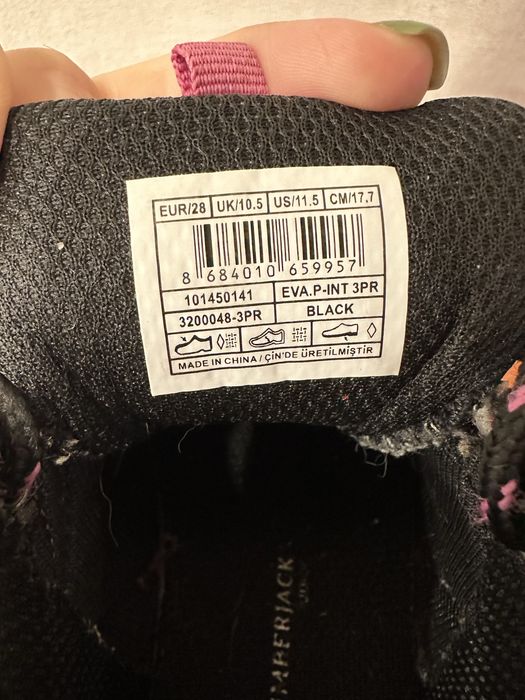 EUR/28 UK/10.5 US/11.5 CM/17.7
8 684010 659957
101450141 EVA.P-INT 3PR
3200048-3PR BLACK
MADE IN CHINA / ÇİN'DE ÜRETİLMİŞTİR